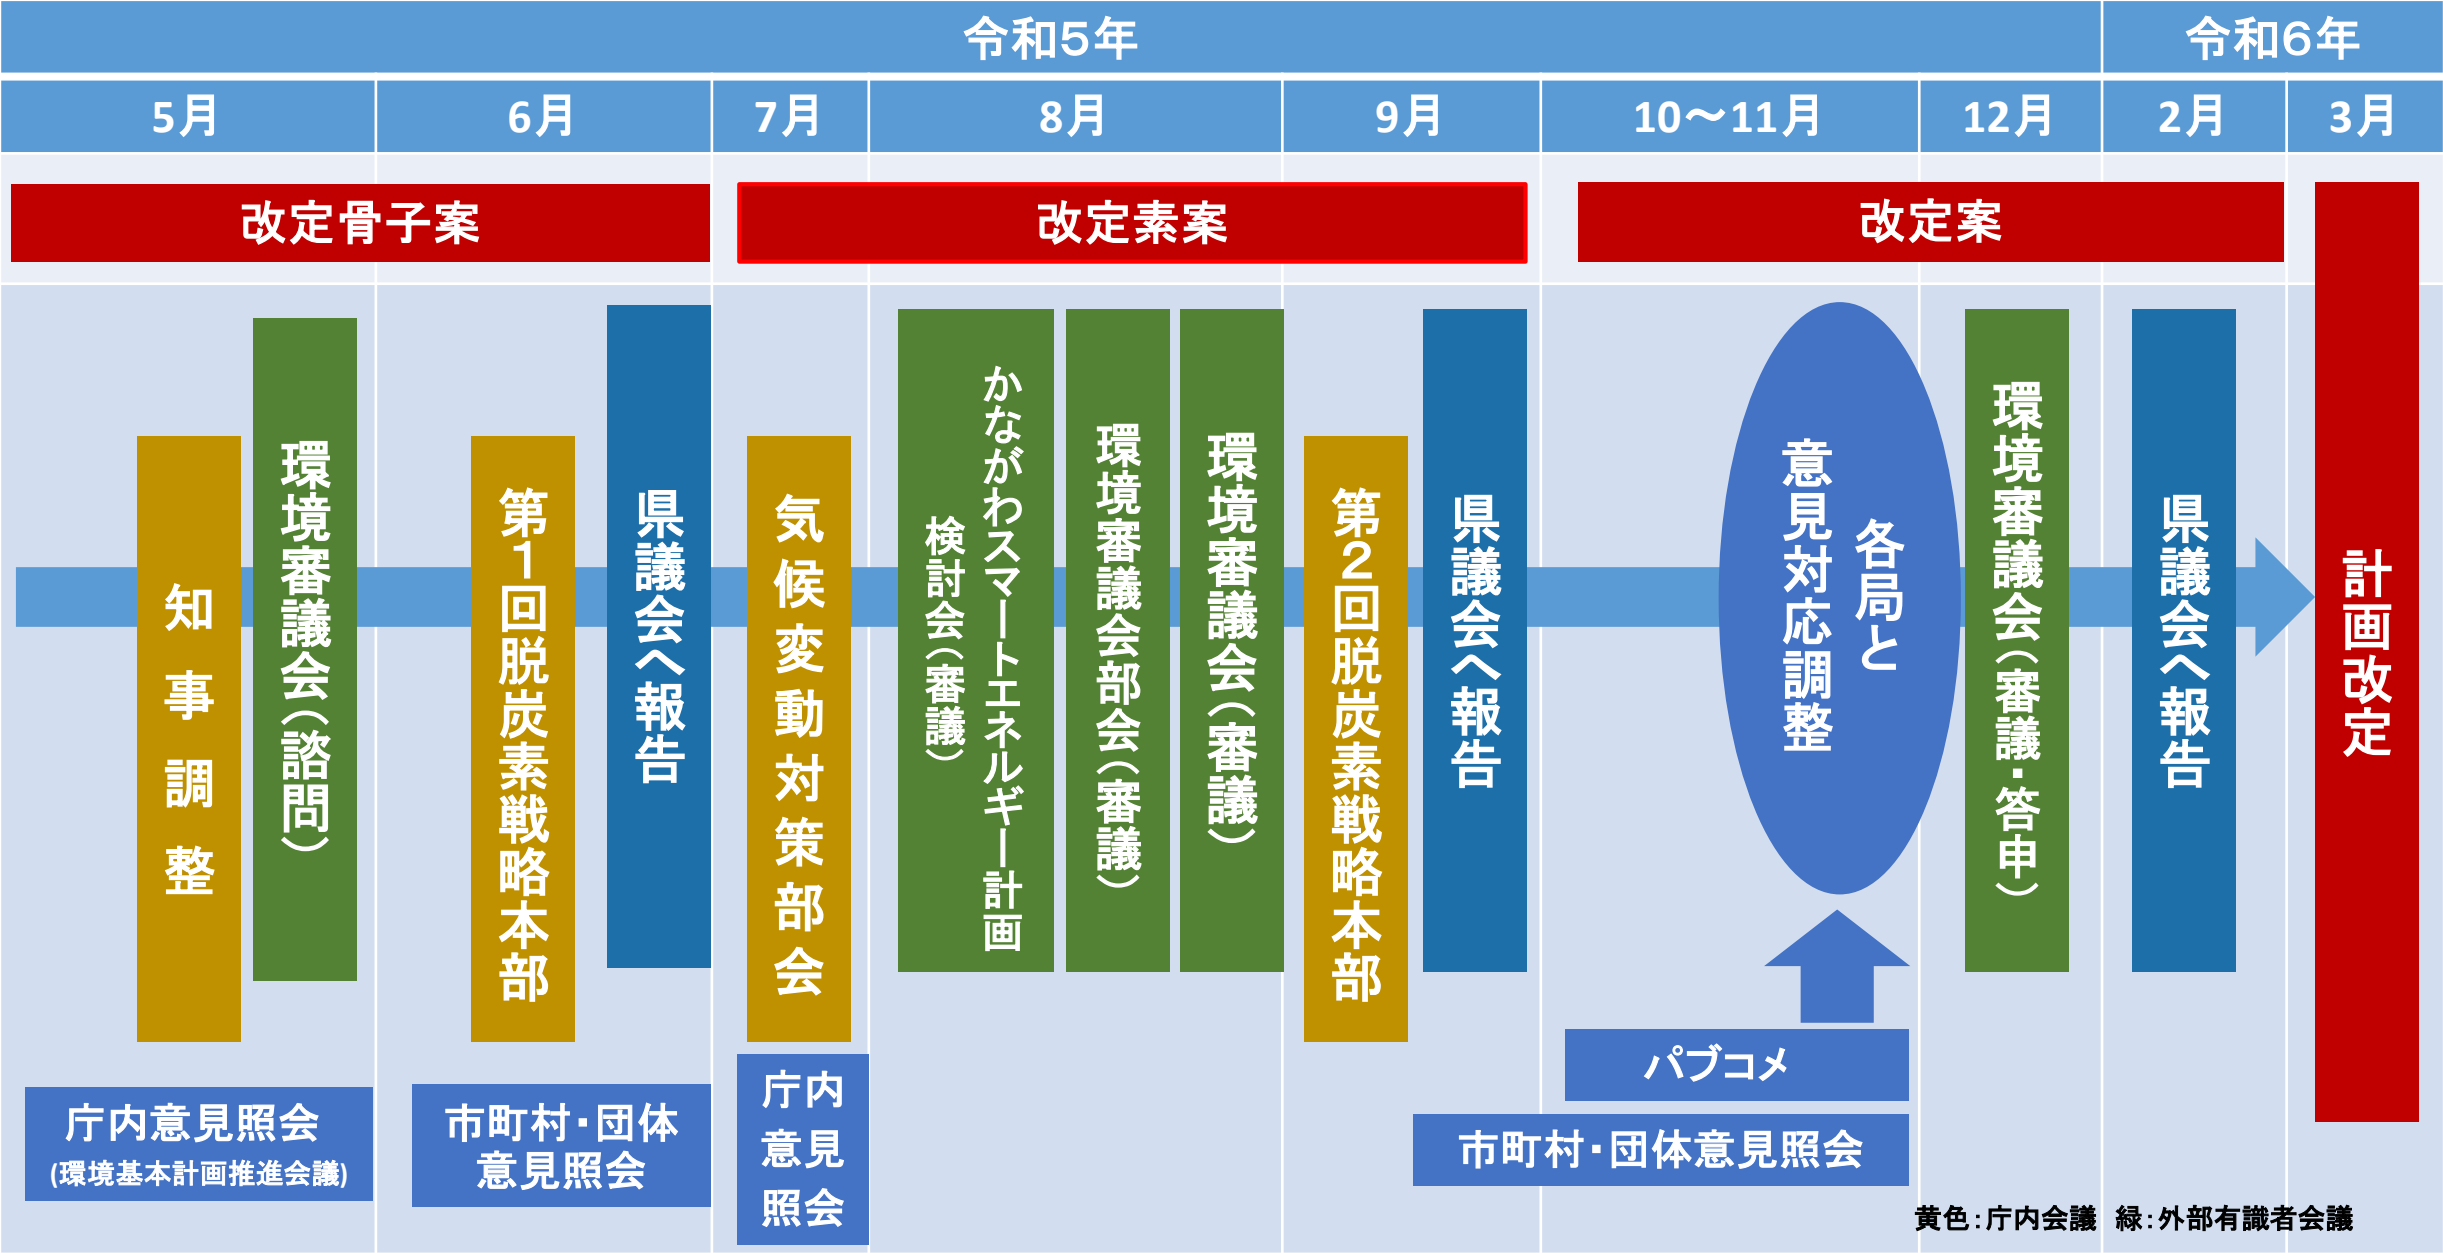 令和５年
令和６年
5月
6月
7月
8月
9月
10～11月
12月
2月
3月
改定骨子案
改定素案
改定案
知事調整
環境審議会（諮問）
第１回脱炭素戦略本部
県議会へ報告
気候変動対策部会
かながわスマートエネルギー計画
検討会（審議）
環境審議会部会（審議）
環境審議会（審議）
第２回脱炭素戦略本部
県議会へ報告
各局と
意見対応調整
環境審議会（審議・答申）
県議会へ報告
計画改定
庁内意見照会
(環境基本計画推進会議)
市町村・団体
意見照会
庁内
意見
照会
パブコメ
市町村・団体意見照会
黄色：庁内会議　緑：外部有識者会議